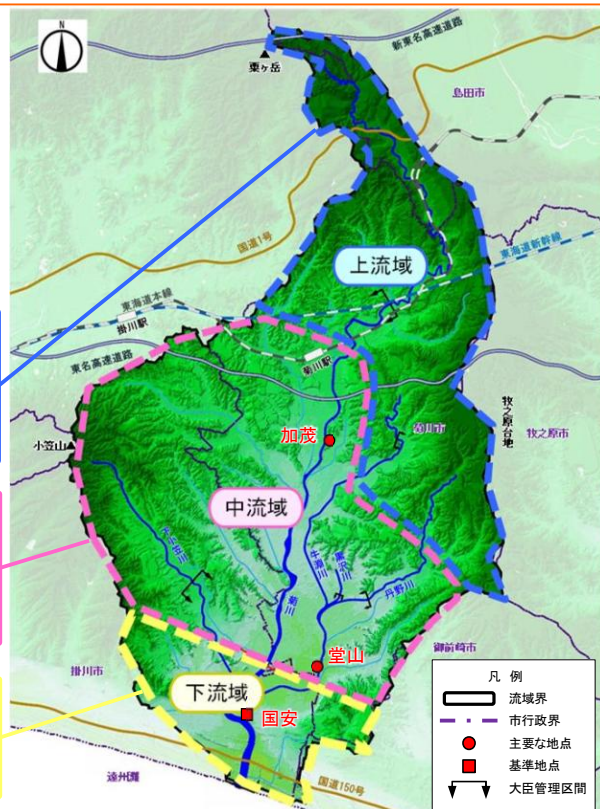 新東名高速道路
粟ヶ岳
島田市
国道1号
上流域
東海道新幹線
東海道本線
掛川駅
菊川駅
東名高速道路
牧之原台地
牧之原市
菊川市
加茂
小笠山
中流域
牛淵川
黒沢川
丹野川
菊川
堂山
御前崎市
掛川市
下流域
国安
遠州灘
国道150号
凡 例
流域界
市行政界
主要な地点
基準地点
大臣管理区間